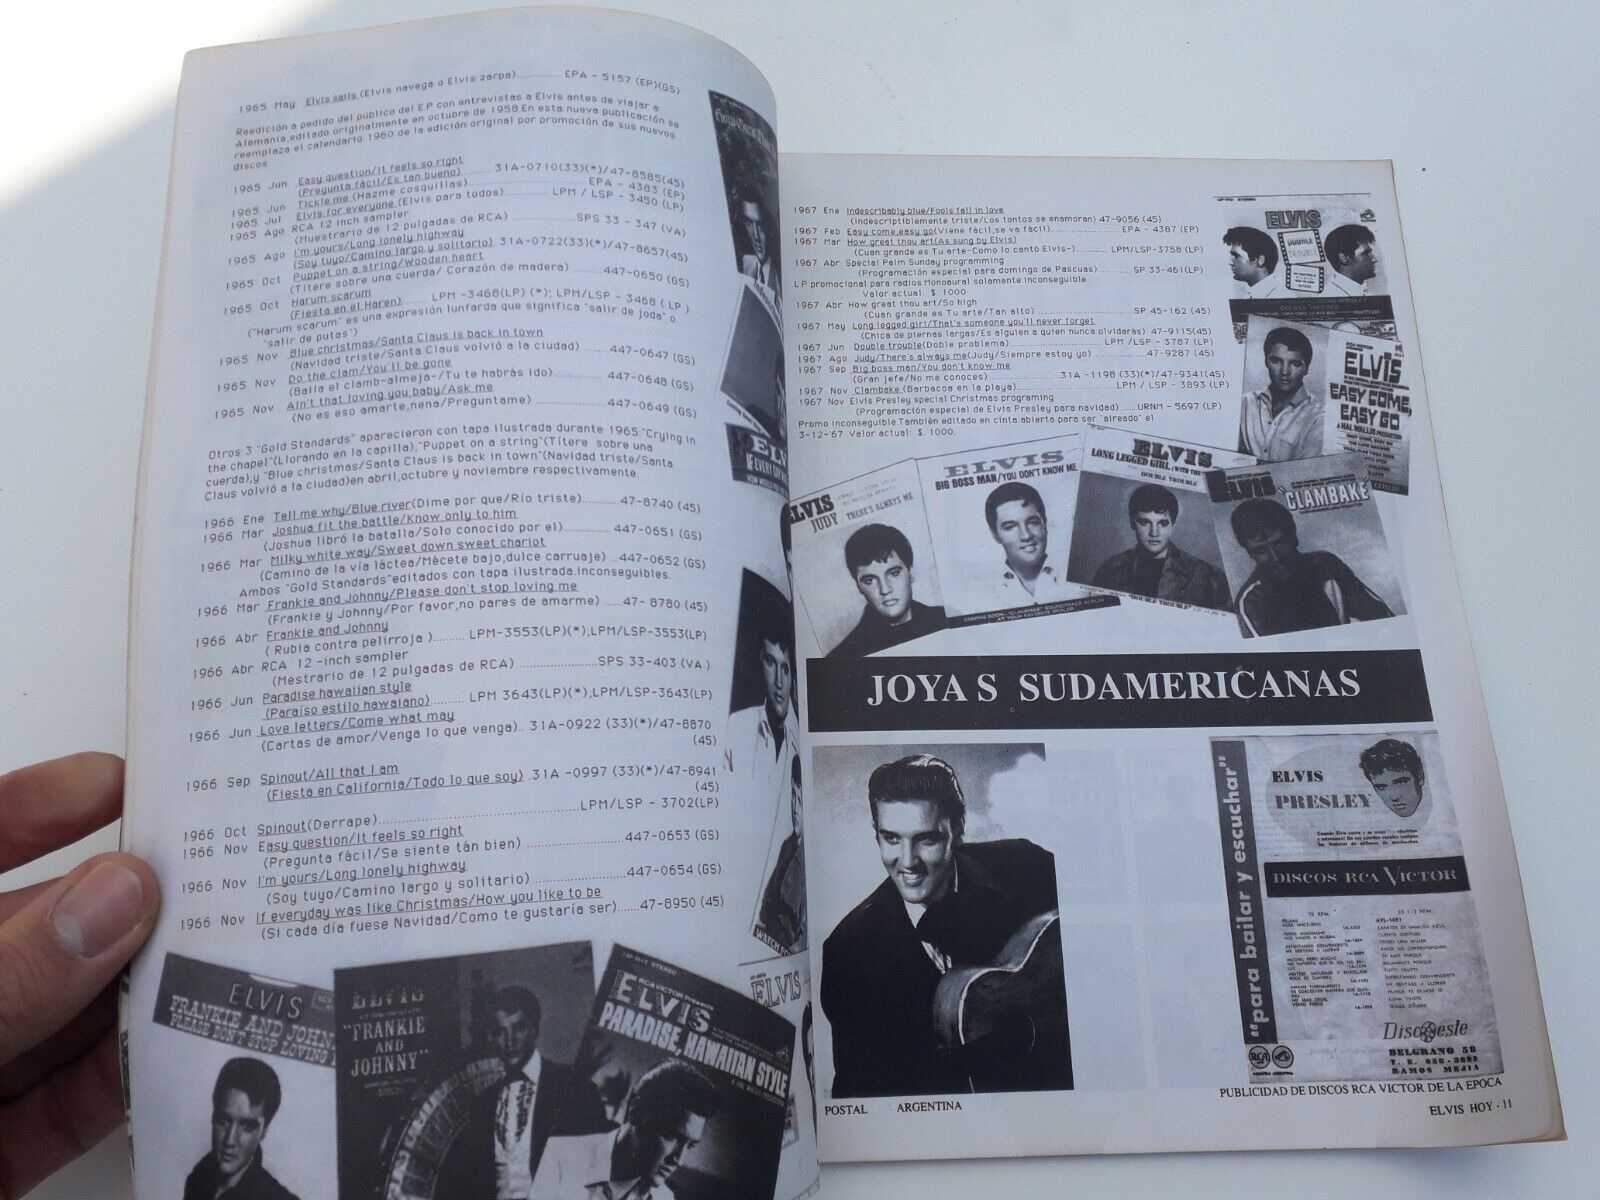 1965 May Elvis sails (Elvis navega o Elvis zarpa)............ EPA - 5157 (EP)(GS)
Reedición a pedido del público del EP con entrevistas a Elvis antes de viajar a
Alemania,editado originalmente en octubre de 1958.En esta nueva publicación se
reemplaza el calendario 1960 de la edición original por promoción de sus nuevos
discos.
1965 Jun Easy question/It feels so right
(Pregunta fácil/Es tan bueno)........ 31A-0710(33)(*)/47-8585(45)
1965 Jun Tickle me (Hazme cosquillas)............ EPA - 4383 (EP)
1965 Jul Elvis for everyone (Elvis para todos)......... LPM / LSP - 3450 (LP)
1965 Ago RCA 12 inch sampler
(Muestrario de 12 pulgadas de RCA)............ SPS 33 - 347 (VA)
1965 Ago I'm yours/Long lonely highway
(Soy tuyo/Camino largo y solitario) 31A-0722(33)(*)/47-8657(45)
1965 Oct Puppet on a string/Wooden heart
(Títere sobre una cuerda/ Corazón de madera)............ 447-0650 (GS)
1965 Oct Harum scarum
(Fiesta en el Haren)..... LPM -3468(LP) (*); LPM/LSP - 3468 ( LP )
("Harum scarum" es una expresión lunfarda que significa "salir de joda" o
"salir de putas")
1965 Nov Blue christmas/Santa Claus is back in town
(Navidad triste/Santa Claus volvió a la ciudad) .......447-0647 (GS)
1965 Nov Do the clam/You'll be gone
(Baila el clamb-almeja-/Tu te habrás ido)..........447-0648 (GS)
1965 Nov Ain't that loving you baby/Ask me
(No es eso amarte,nena/Preguntame)............ 447-0649 (GS)
Otros 3 "Gold Standards" aparecieron con tapa ilustrada durante 1965:"Crying in
the chapel"(Llorando en la capilla),"Puppet on a string"(Títere sobre una
cuerda),y "Blue christmas/Santa Claus is back in town"(Navidad triste/Santa
Claus volvió a la ciudad)en abril,octubre y noviembre respectivamente.
1966 Ene Tell me why/Blue river(Dime por que/Río triste)........ 47-8740 (45)
1966 Mar Joshua fit the battle/Know only to him
(Joshua libró la batalla/Solo conocido por el)............ 447-0651 (GS)
1966 Mar Milky white way/Sweet down sweet chariot
(Camino de la vía láctea/Mécete bajo,dulce carruaje) ..447-0652 (GS)
Ambos "Gold Standards"editados con tapa ilustrada.Inconseguibles.
1966 Mar Frankie and Johnny/Please don't stop loving me
(Frankie y Johnny/Por favor,no pares de amarme) ..... 47- 8780 (45)
1966 Abr Frankie and Johnny
( Rubia contra pelirroja )......... LPM-3553(LP)(*);LPM/LSP-3553(LP)
1966 Abr RCA 12 -inch sampler
(Mestrario de 12 pulgadas de RCA) ............SPS 33-403 (VA )
1966 Jun Paradise hawaiian style
(Paraíso estilo hawaiano)........ LPM 3643(LP)(*);LPM/LSP-3643(LP)
1966 Jun Love letters/Come what may
(Cartas de amor/Venga lo que venga).. 31A-0922 (33)(*)/47-8870
(45)
1966 Sep Spinout/All that I am
(Fiesta en California/Todo lo que soy) .31A -0997 (33)(*)/47-8941
(45)
1966 Oct Spinout(Derrape)............LPM/LSP - 3702(LP)
1966 Nov Easy question/It feels so right
(Pregunta fácil/Se siente tán bien) ............ 447-0653 (GS)
1966 Nov I'm yours/Long lonely highway
(Soy tuyo/Camino largo y solitario) ............447-0654 (GS)
1966 Nov If everyday was like Christmas/How you like to be
(Si cada día fuese Navidad/Como te gustaría ser)......47-8950 (45)
ELVIS
FRANKIE AND JOHNNY
PLEASE DON'T STOP LOVING
ELVIS
"FRANKIE
AND
JOHNNY"
STEREO
RCA VICTOR
ELVIS
PARADISE, HAWAIIAN STYLE
ELVIS
WATCH
1967 Ene Indescribably blue/Fools fall in love
(Indescriptiblemente triste/Los tontos se enamoran) 47-9056 (45)
1967 Feb Easy come,easy go(Viene fácil,se va fácil)............ EPA - 4387 (EP)
1967 Mar How great thou art(As sung by Elvis)
(Cuan grande es Tu arte-Como lo cantó Elvis-) ......... LPM/LSP-3758 (LP)
1967 Abr Special Palm Sunday programming
(Programación especial para domingo de Pascuas)......... SP 33-461(LP)
LP promocional para radios.Monoaural solamente.Inconseguible.
Valor actual: $. 1000
1967 Abr How great thou art/So high
(Cuan grande es Tu arte/Tan alto) ............ SP 45-162 (45)
1967 May Long legged girl/That's someone you'll never forget
(Chica de piernas largas/Es alguien a quien nunca olvidarás) 47-9115(45)
1967 Jun Double trouble(Doble problema)............LPM /LSP- 3787 (LP)
1967 Ago Judy/There's always me(Judy/Siempre estoy yo) ............47-9287 (45)
1967 Sep Big boss man/You don't know me
(Gran jefe/No me conoces) ............31A -1198 (33)(*)/47-9341(45)
1967 Nov Clambake (Barbacoa en la playa)............ LPM / LSP - 3893 (LP)
1967 Nov Elvis Presley special Christmas programing
(Programación especial de Elvis Presley para navidad) .....URNM - 5697 (LP)
Promo inconseguible.También editado en cinta abierta para ser "aireado" el
3-12-'67 Valor actual: $. 1000.
ELVIS
DOUBLE
TROUBLE
ELVIS
EASY COME,
EASY GO
A HAL WALLIS PRODUCTION
ELVIS
JUDY/THERE'S ALWAYS ME
ELVIS
BIG BOSS MAN/YOU DON'T KNOW ME
COMING SOON-"CLAMBAKE" SOUNDTRACK ALBUM
AT YOUR FAVORITE DEALER
ELVIS
LONG LEGGED GIRL (WITH THE
DOUBLE TROUBLE
"DOUBLE TROUBLE"
ELVIS
"CLAMBAKE"
JOYAS SUDAMERICANAS
"para bailar y escuchar"
ELVIS
PRESLEY
DISCOS RCA VICTOR
78 RPM.
33 1/3 RPM.
TUTTI FRUTTI
Discoeste
BELGRANO 58
T. E. 658-3862
RAMOS MEJIA
RCA
POSTAL ARGENTINA
PUBLICIDAD DE DISCOS RCA VICTOR DE LA EPOCA
ELVIS HOY - 11